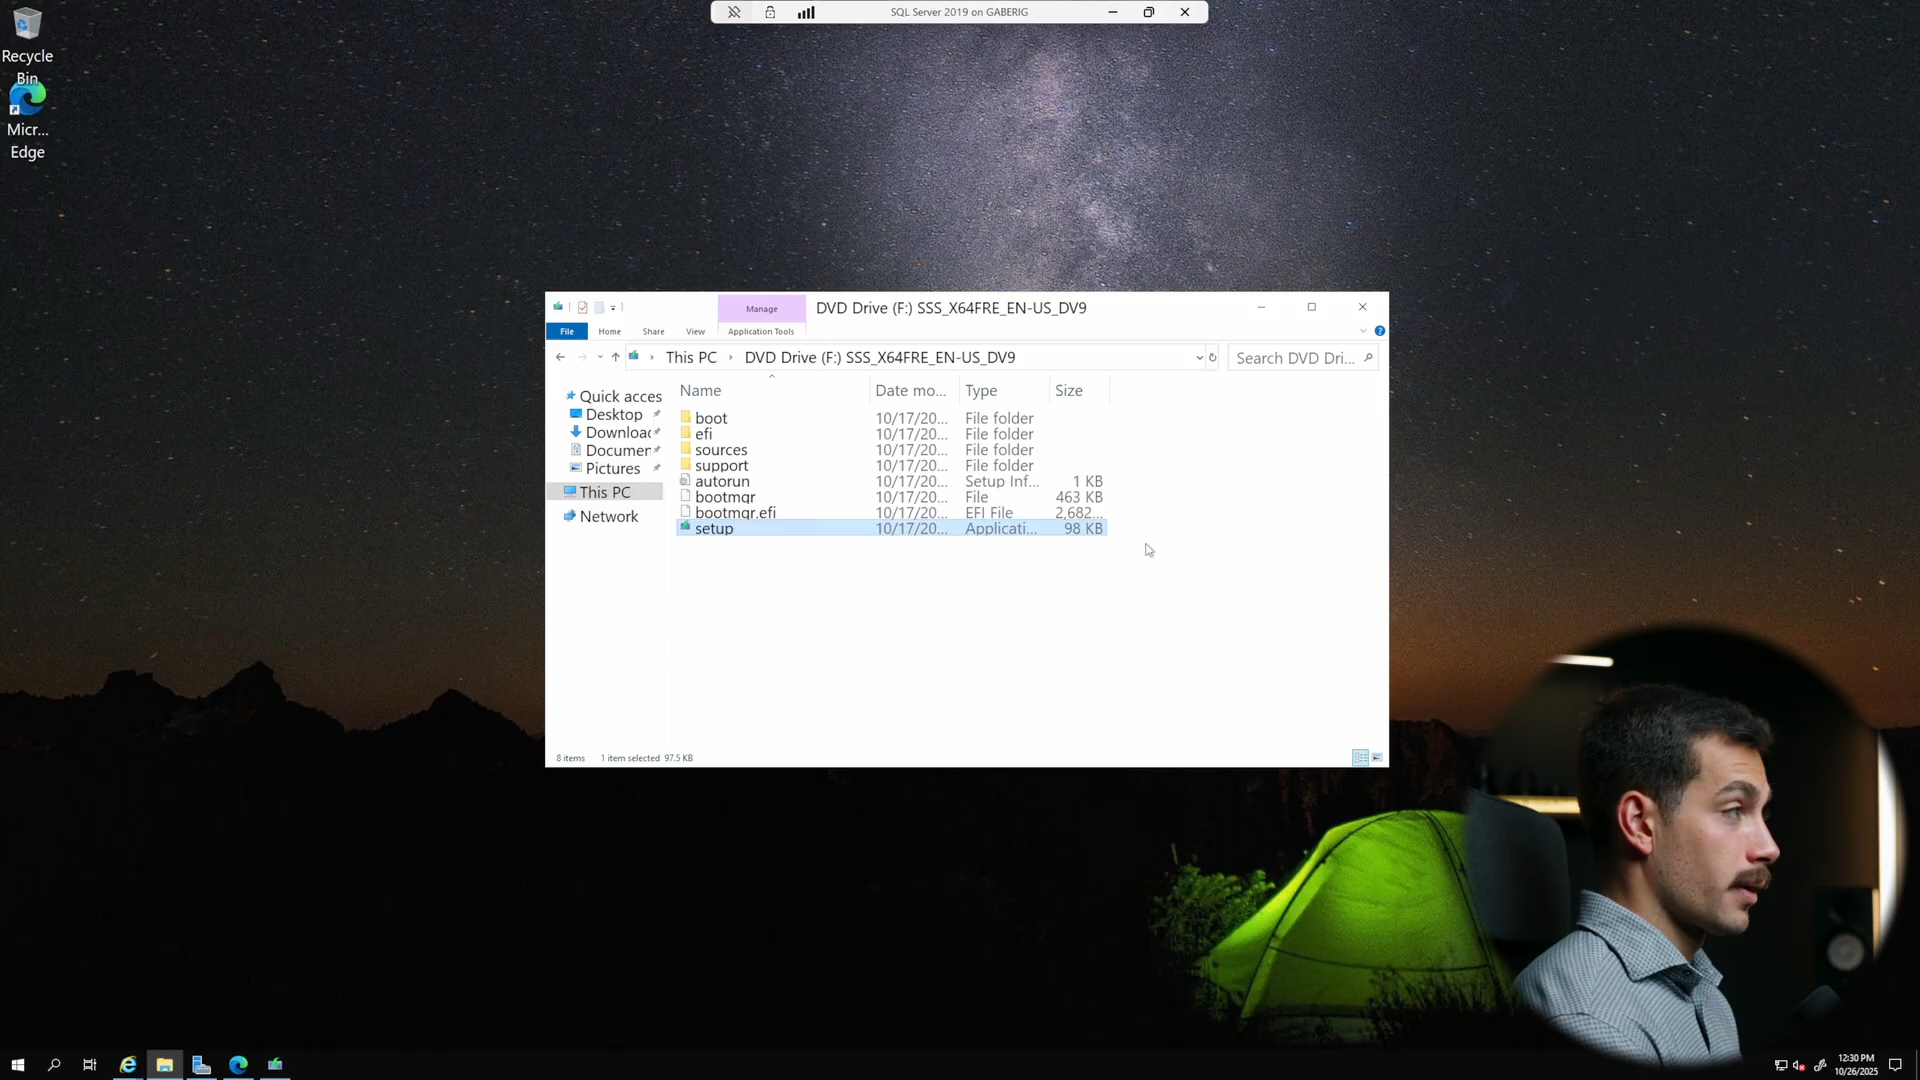 SQL Server 2019 on GABERIG
Recycle
Bin
Micr...
Edge
Manage
DVD Drive (F:) SSS_X64FRE_EN-US_DV9
File
Home
Share
View
Application Tools
This PC
DVD Drive (F:) SSS_X64FRE_EN-US_DV9
Search DVD Dri...
Name
Date mo...
Type
Size
Quick acces
Desktop
Downloac
Documer
Pictures
This PC
Network
boot 10/17/20... File folder
efi 10/17/20... File folder
sources 10/17/20... File folder
support 10/17/20... File folder
autorun 10/17/20... Setup Inf... 1 KB
bootmgr 10/17/20... File 463 KB
bootmgr.efi 10/17/20... EFI File 2,682...
setup 10/17/20... Applicati... 98 KB
8 items 1 item selected 97.5 KB
12:30 PM
10/26/2025